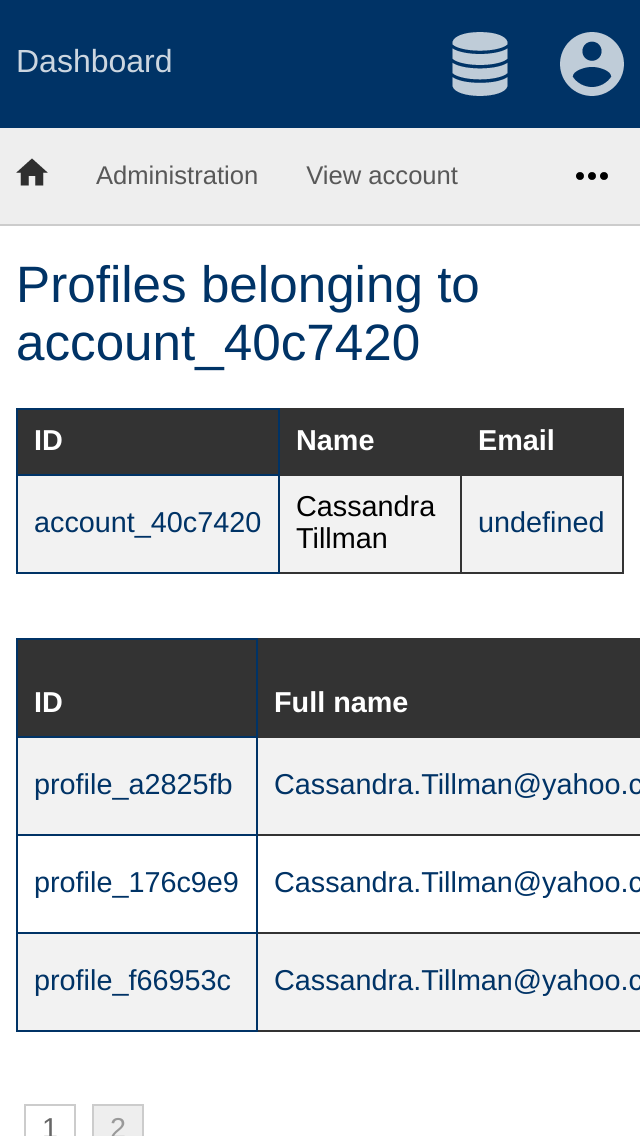 Dashboard
Administration View account
Profiles belonging to
account_40c7420
ID Name Email
account_40c7420 Cassandra Tillman undefined
ID Full name
profile_a2825fb Cassandra.Tillman@yahoo.c
profile_176c9e9 Cassandra.Tillman@yahoo.c
profile_f66953c Cassandra.Tillman@yahoo.c
1 2